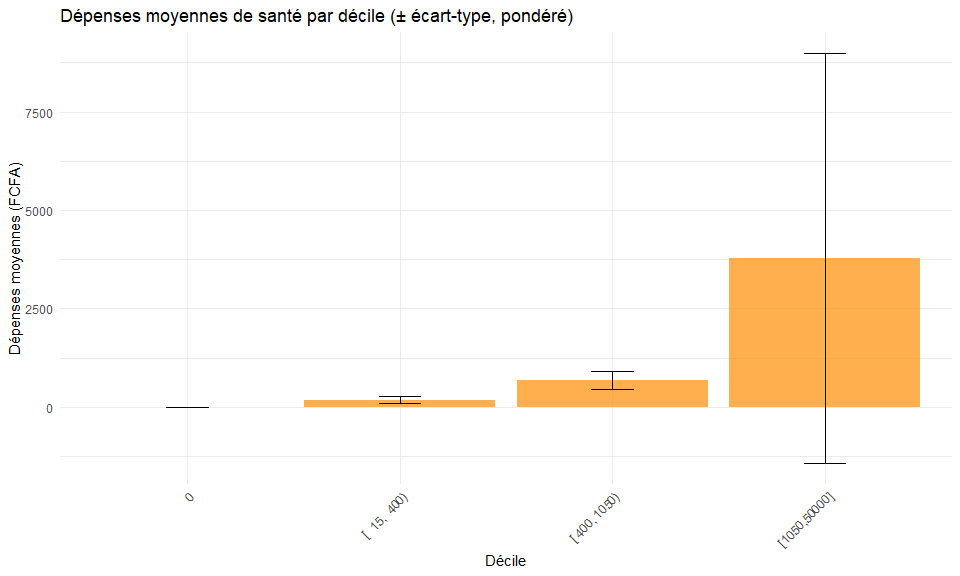 Dépenses moyennes de santé par décile (± écart-type, pondéré)
Dépenses moyennes (FCFA)
7500
5000
2500
0
0
[ 15, 400)
[ 400, 1050)
[1050,50000]
Décile